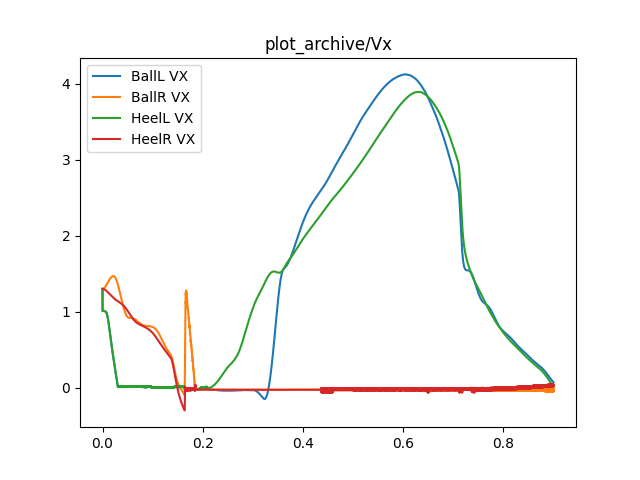 plot_archive/Vx
BallL VX
BallR VX
HeelL VX
HeelR VX
4
3
2
1
0
0.0 0.2 0.4 0.6 0.8